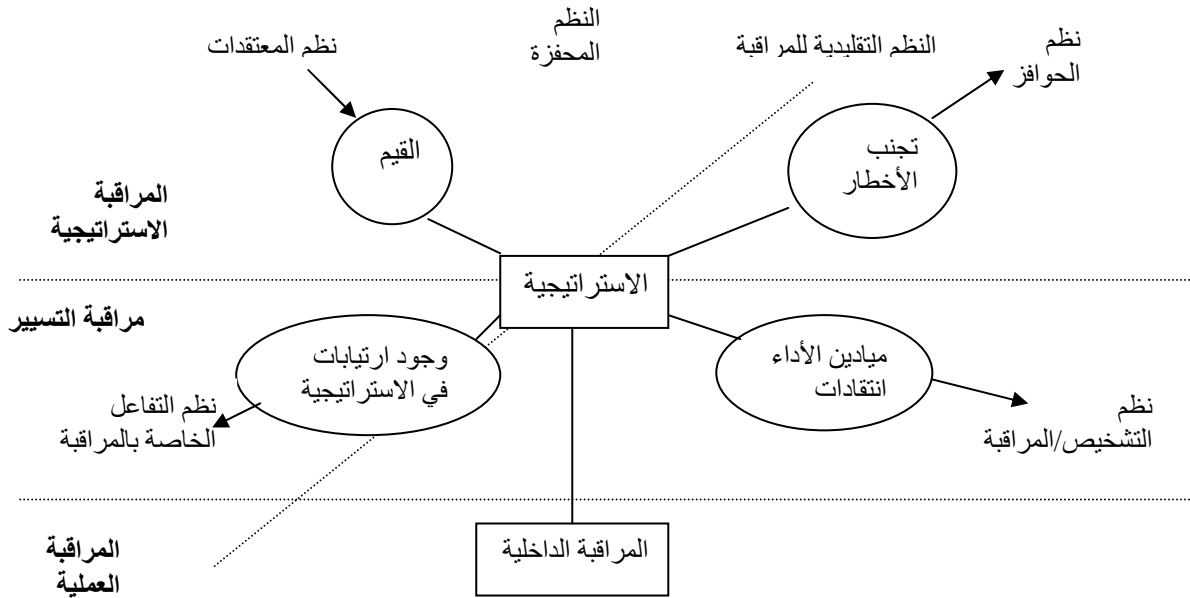 النظم
المحفزة
النظم التقليدية للمراقبة
نظم
الحوافز
نظم المعتقدات
تجنب
الأخطار
القيم
المراقبة
الاستراتيجية
الاستراتيجية
مراقبة التسيير
ميادين الأداء
انتقادات
وجود ارتيابات
في الاستراتيجية
نظم
التشخيص/المراقبة
نظم التفاعل
الخاصة بالمراقبة
المراقبة الداخلية
المراقبة
العملية